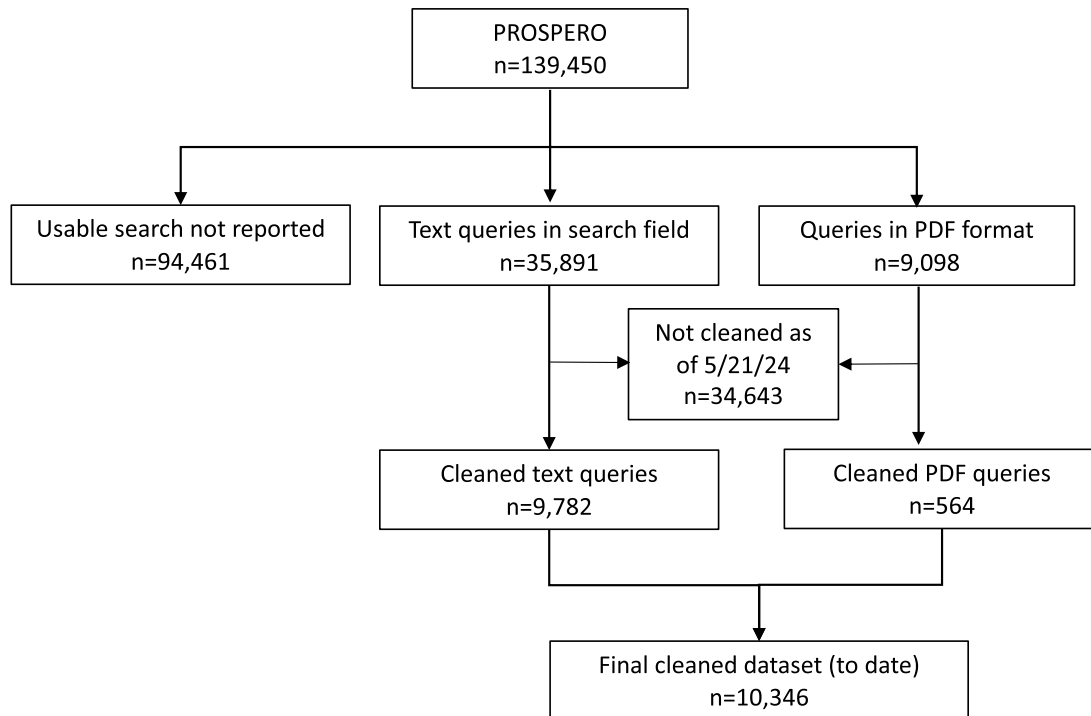 PROSPERO
n=139,450
Usable search not reported
n=94,461
Text queries in search field
n=35,891
Queries in PDF format
n=9,098
Not cleaned as
of 5/21/24
n=34,643
Cleaned text queries
n=9,782
Cleaned PDF queries
n=564
Final cleaned dataset (to date)
n=10,346